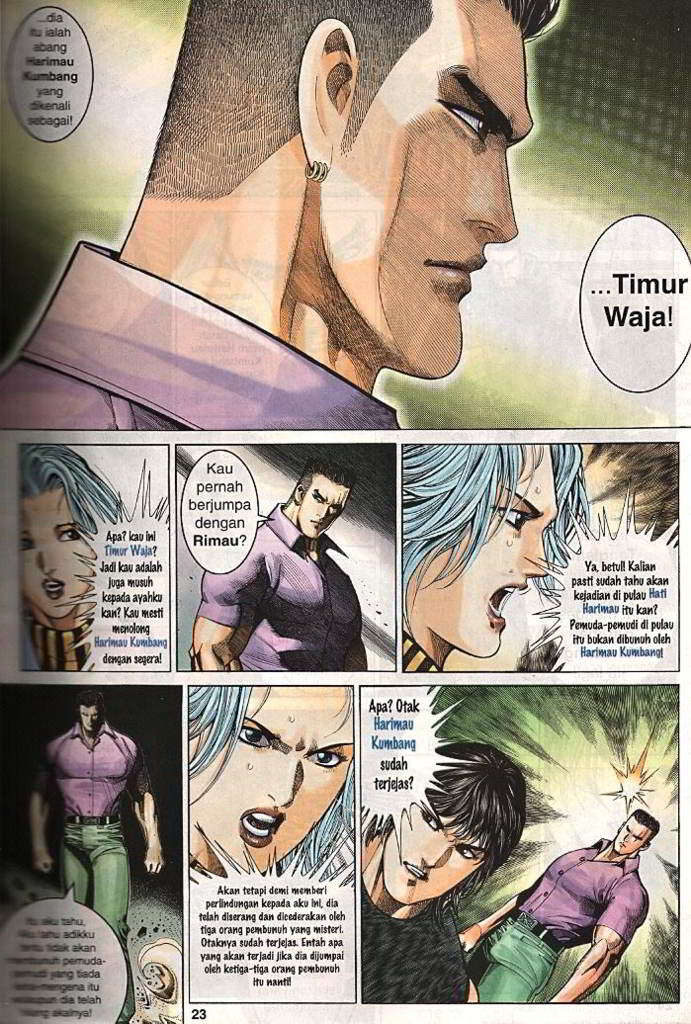 ...dia
itu ialah
abang
Harimau
Kumbang
yang
dikenali
sebagai!
...Timur
Waja!
Apa? kau ini
Timur Waja?
Jadi kau adalah
juga musuh
kepada ayahku
kan? Kau mesti
menolong
Harimau Kumbang
dengan segera!
Kau
pernah
berjumpa
dengan
Rimau?
Ya, betul! Kalian
pasti sudah tahu akan
kejadian di pulau Hati
Harimau itu kan?
Pemuda-pemudi di pulau
itu bukan dibunuh oleh
Harimau Kumbang!
Itu aku tahu,
aku tahu adikku
tentu tidak akan
pemuda-
pemudi yang tiada
kena-mengena itu
walaupun dia telah
hilang akalnya!
Akan tetapi demi memberi
perlindungan kepada aku ini, dia
telah diserang dan dicederakan oleh
tiga orang pembunuh yang misteri.
Otaknya sudah terjejas. Entah apa
yang akan terjadi jika dia dijumpai
oleh ketiga-tiga orang pembunuh
itu nanti!
Apa? Otak
Harimau
Kumbang
sudah
terjejas?
23